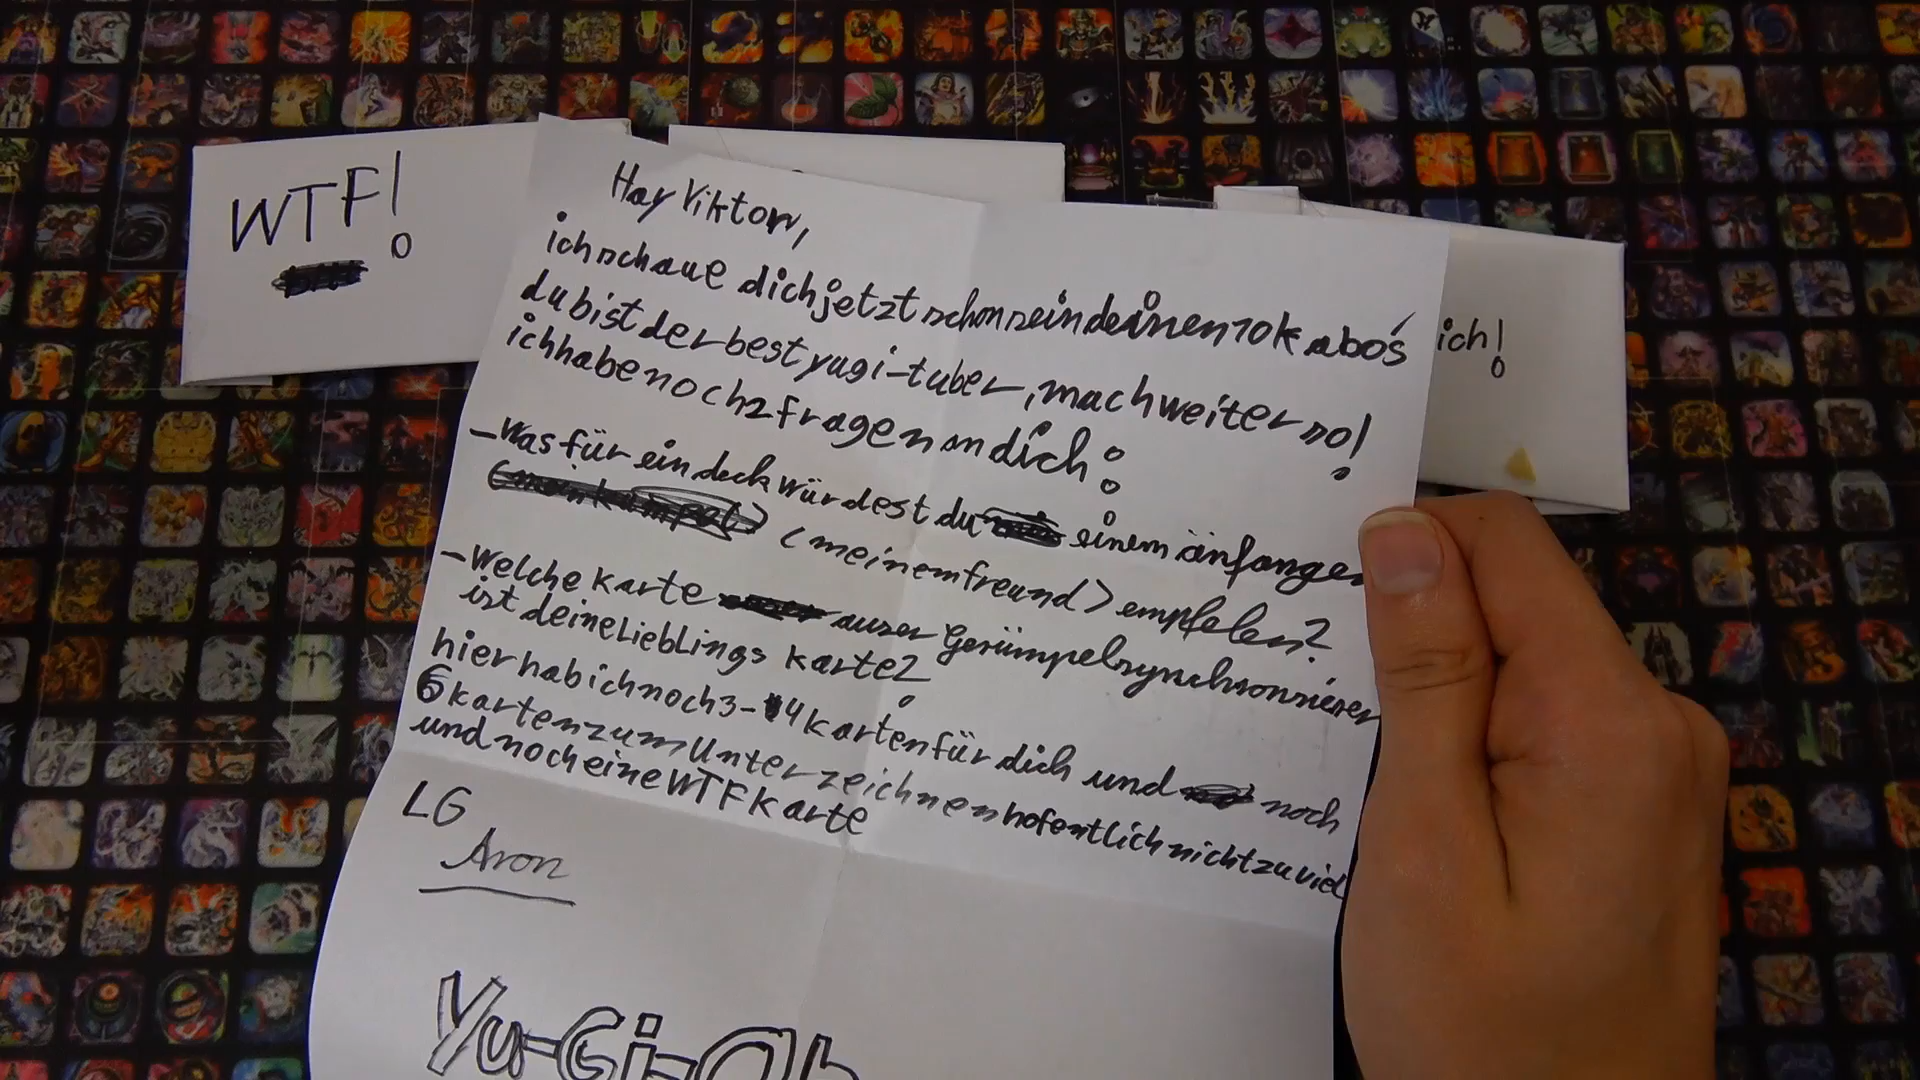 WTF!
Hay Viktor,
ich schaue dich jetzt schon sein deinen 10k abo's
du bist der best yugi-tuber, mach weiter so!
ich habe noch 2 fragen an dich:
-Was für ein deck würdest du einem änfanger
(meinem freund) empfelen?
-Welche karte auser Gerümpelsynchronsieren
ist deine Lieblings karte?
hier hab ich noch 3-4 karten für dich und noch
6 karten zum Unterzeichnen hofentlich nicht zu viel
und noch eine WTF karte
LG
Aron
Yu-Gi-Oh
ich!